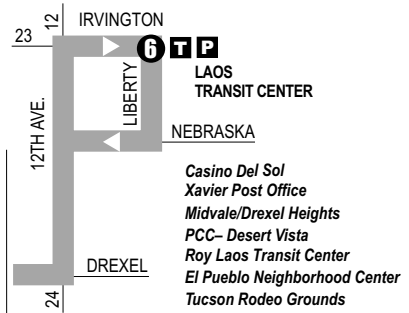 12
IRVINGTON
23
6 T P
LAOS
TRANSIT CENTER
LIBERTY
12TH AVE.
NEBRASKA
Casino Del Sol
Xavier Post Office
Midvale/Drexel Heights
PCC– Desert Vista
Roy Laos Transit Center
El Pueblo Neighborhood Center
Tucson Rodeo Grounds
DREXEL
24